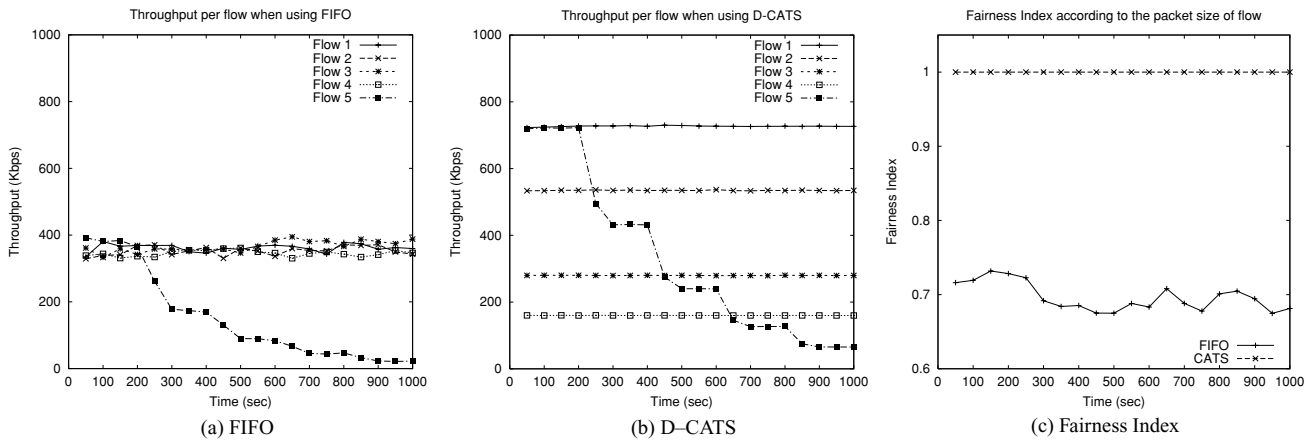 Throughput per flow when using FIFO
1000
800
600
400
200
0
0 100 200 300 400 500 600 700 800 900 1000
Throughput (Kbps)
Time (sec)
Flow 1
Flow 2
Flow 3
Flow 4
Flow 5
(a) FIFO
Throughput per flow when using D-CATS
1000
800
600
400
200
0
0 100 200 300 400 500 600 700 800 900 1000
Throughput (Kbps)
Time (sec)
Flow 1
Flow 2
Flow 3
Flow 4
Flow 5
(b) D–CATS
Fairness Index according to the packet size of flow
1
0.9
0.8
0.7
0.6
0 100 200 300 400 500 600 700 800 900 1000
Fairness Index
Time (sec)
FIFO
CATS
(c) Fairness Index